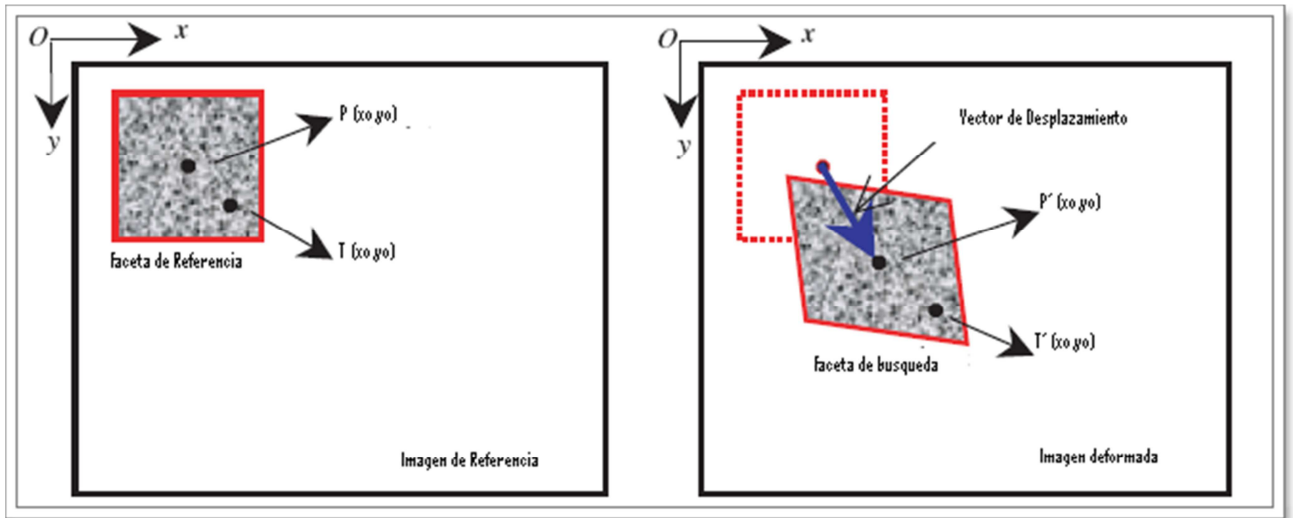 O x
y
P (xo,yo)
T (xo,yo)
Faceta de Referencia
Imagen de Referencia
O x
y
Vector de Desplazamiento
P´ (xo,yo)
T´ (xo,yo)
Faceta de busqueda
Imagen deformada